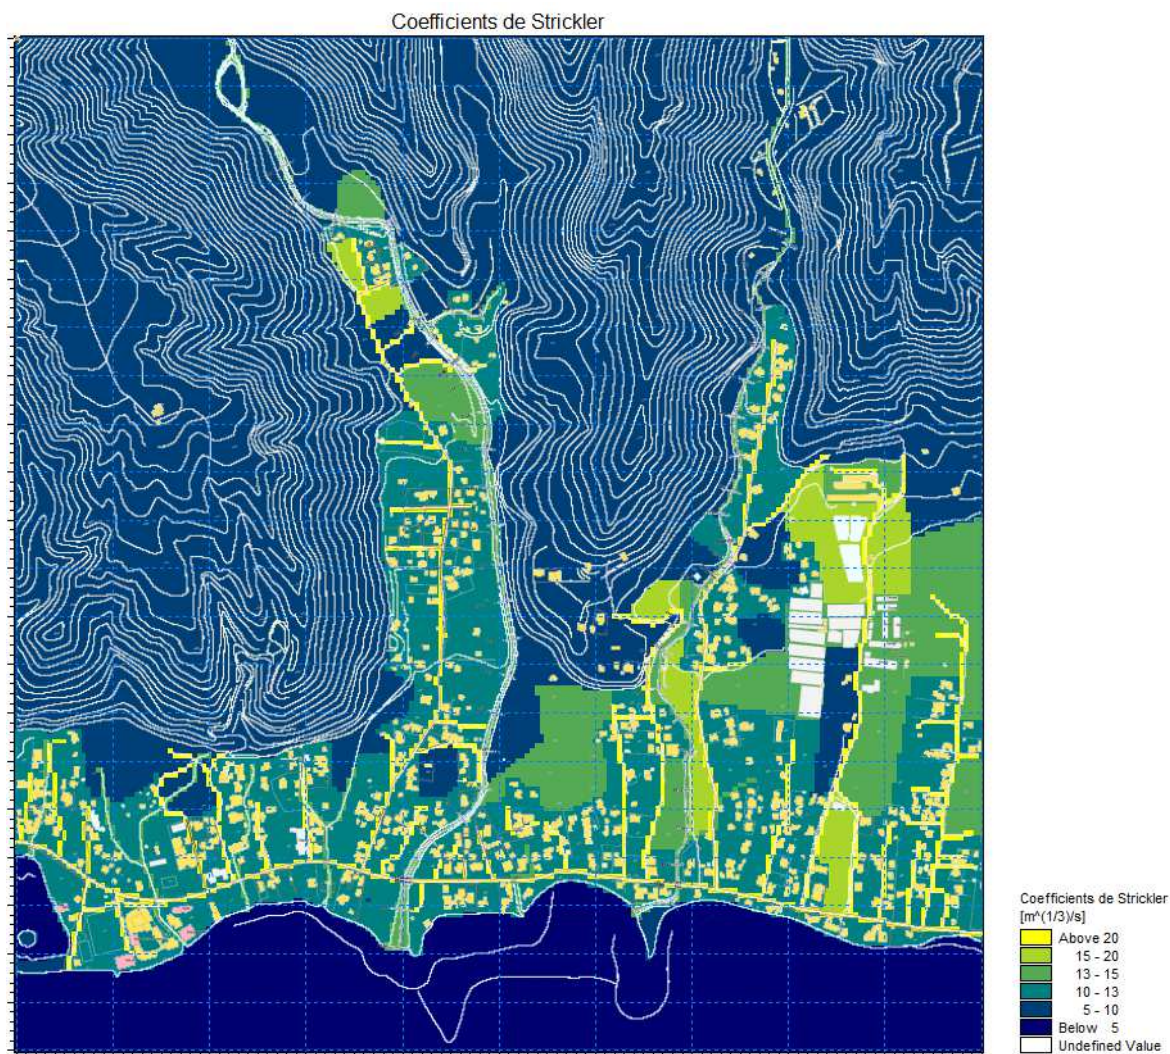 Coefficients de Strickler
Coefficients de Strickler
[m^(1/3)/s]
Above 20
15 - 20
13 - 15
10 - 13
5 - 10
Below 5
Undefined Value